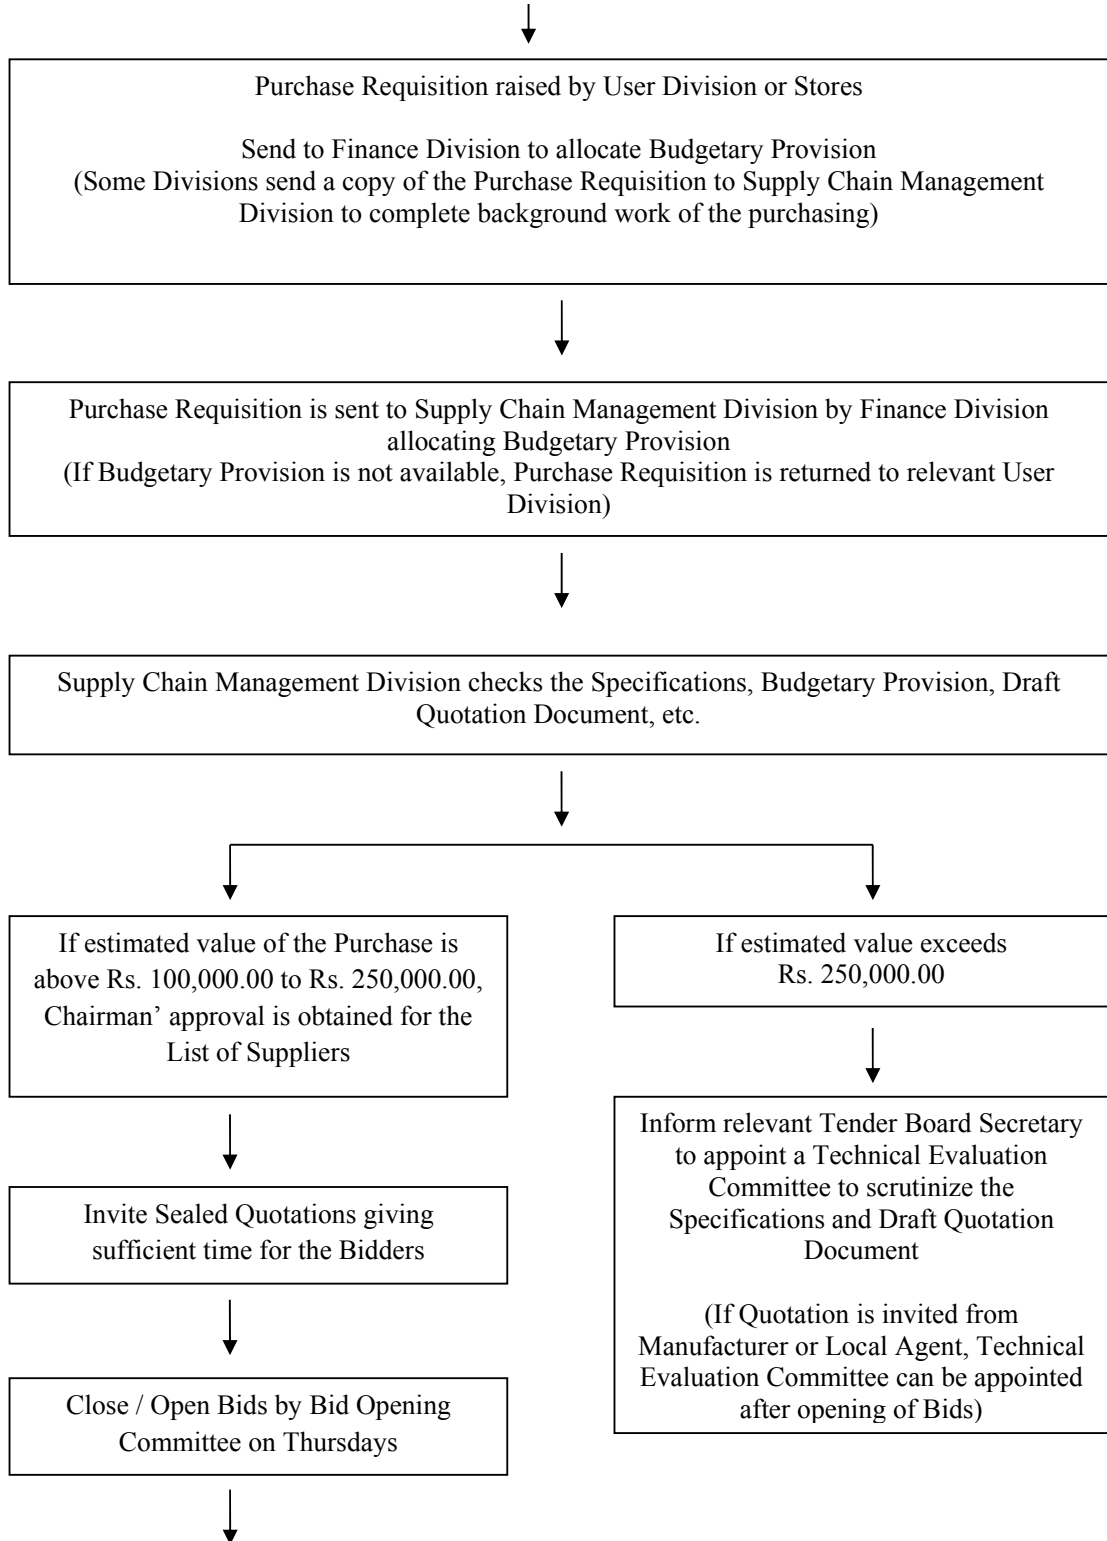 Purchase Requisition raised by User Division or Stores
Send to Finance Division to allocate Budgetary Provision
(Some Divisions send a copy of the Purchase Requisition to Supply Chain Management
Division to complete background work of the purchasing)
Purchase Requisition is sent to Supply Chain Management Division by Finance Division
allocating Budgetary Provision
(If Budgetary Provision is not available, Purchase Requisition is returned to relevant User
Division)
Supply Chain Management Division checks the Specifications, Budgetary Provision, Draft
Quotation Document, etc.
If estimated value of the Purchase is
above Rs. 100,000.00 to Rs. 250,000.00,
Chairman’ approval is obtained for the
List of Suppliers
Invite Sealed Quotations giving
sufficient time for the Bidders
Close / Open Bids by Bid Opening
Committee on Thursdays
If estimated value exceeds
Rs. 250,000.00
Inform relevant Tender Board Secretary
to appoint a Technical Evaluation
Committee to scrutinize the
Specifications and Draft Quotation
Document
(If Quotation is invited from
Manufacturer or Local Agent, Technical
Evaluation Committee can be appointed
after opening of Bids)